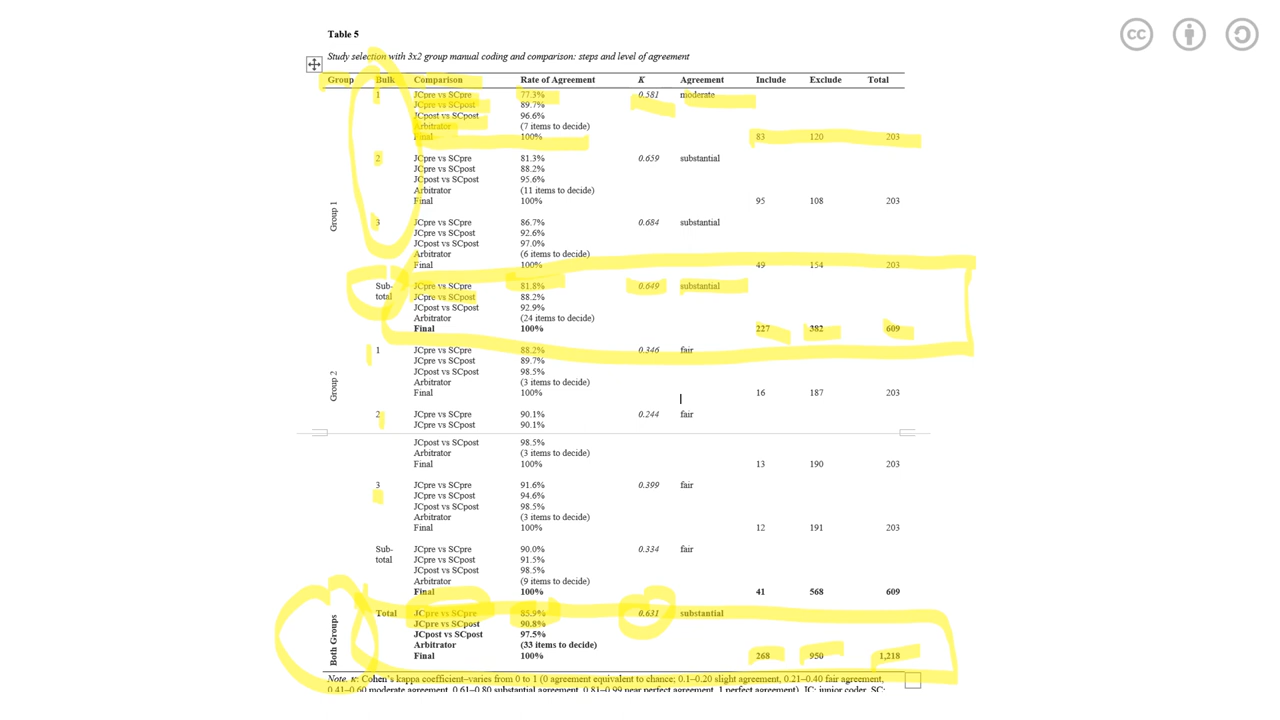 Table 5
Study selection with 3x2 group manual coding and comparison: steps and level of agreement
Group Bulk Comparison Rate of Agreement K Agreement Include Exclude Total
Group 1
1 JCpre vs SCpre 77.3% 0.581 moderate
JCpre vs SCpost 89.7%
JCpost vs SCpost 96.6%
Arbitrator (7 items to decide)
Final 100% 83 120 203
2 JCpre vs SCpre 81.3% 0.659 substantial
JCpre vs SCpost 88.2%
JCpost vs SCpost 95.6%
Arbitrator (11 items to decide)
Final 100% 95 108 203
3 JCpre vs SCpre 86.7% 0.684 substantial
JCpre vs SCpost 92.6%
JCpost vs SCpost 97.0%
Arbitrator (6 items to decide)
Final 100% 49 154 203
Sub- JCpre vs SCpre 81.8% 0.649 substantial
total JCpre vs SCpost 88.2%
JCpost vs SCpost 92.9%
Arbitrator (24 items to decide)
Final 100% 227 382 609
Group 2
1 JCpre vs SCpre 88.2% 0.346 fair
JCpre vs SCpost 89.7%
JCpost vs SCpost 98.5%
Arbitrator (3 items to decide)
Final 100% 16 187 203
2 JCpre vs SCpre 90.1% 0.244 fair
JCpre vs SCpost 90.1%
JCpost vs SCpost 98.5%
Arbitrator (3 items to decide)
Final 100% 13 190 203
3 JCpre vs SCpre 91.6% 0.399 fair
JCpre vs SCpost 94.6%
JCpost vs SCpost 98.5%
Arbitrator (3 items to decide)
Final 100% 12 191 203
Sub- JCpre vs SCpre 90.0% 0.334 fair
total JCpre vs SCpost 91.5%
JCpost vs SCpost 98.5%
Arbitrator (9 items to decide)
Final 100% 41 568 609
Both Groups
Total JCpre vs SCpre 85.9% 0.631 substantial
JCpre vs SCpost 90.8%
JCpost vs SCpost 97.5%
Arbitrator (33 items to decide)
Final 100% 268 950 1,218
Note. κ: Cohen's kappa coefficient–varies from 0 to 1 (0 agreement equivalent to chance; 0.1–0.20 slight agreement, 0.21–0.40 fair agreement,
0.41–0.60 moderate agreement, 0.61–0.80 substantial agreement, 0.81–0.99 near perfect agreement, 1 perfect agreement). JC: junior coder, SC:
cc